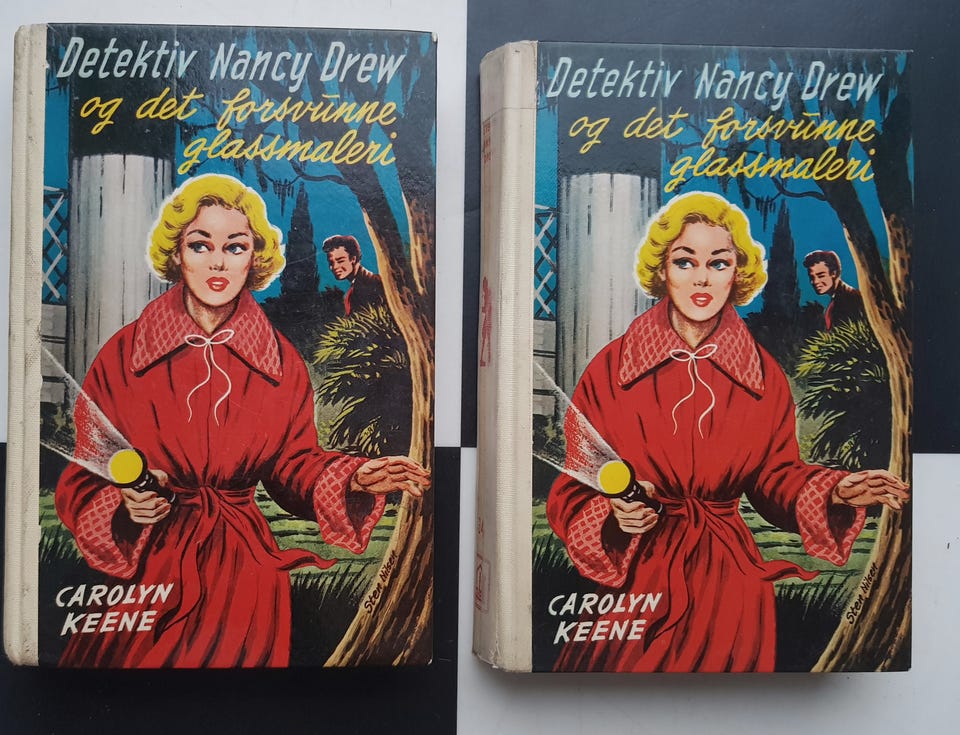 Detektiv Nancy Drew
og det forsvunne
glassmaleri
CAROLYN
KEENE
Sten Nilsen
Detektiv Nancy Drew
og det forsvunne
glassmaleri
34
CAROLYN
KEENE
Sten Nilsen